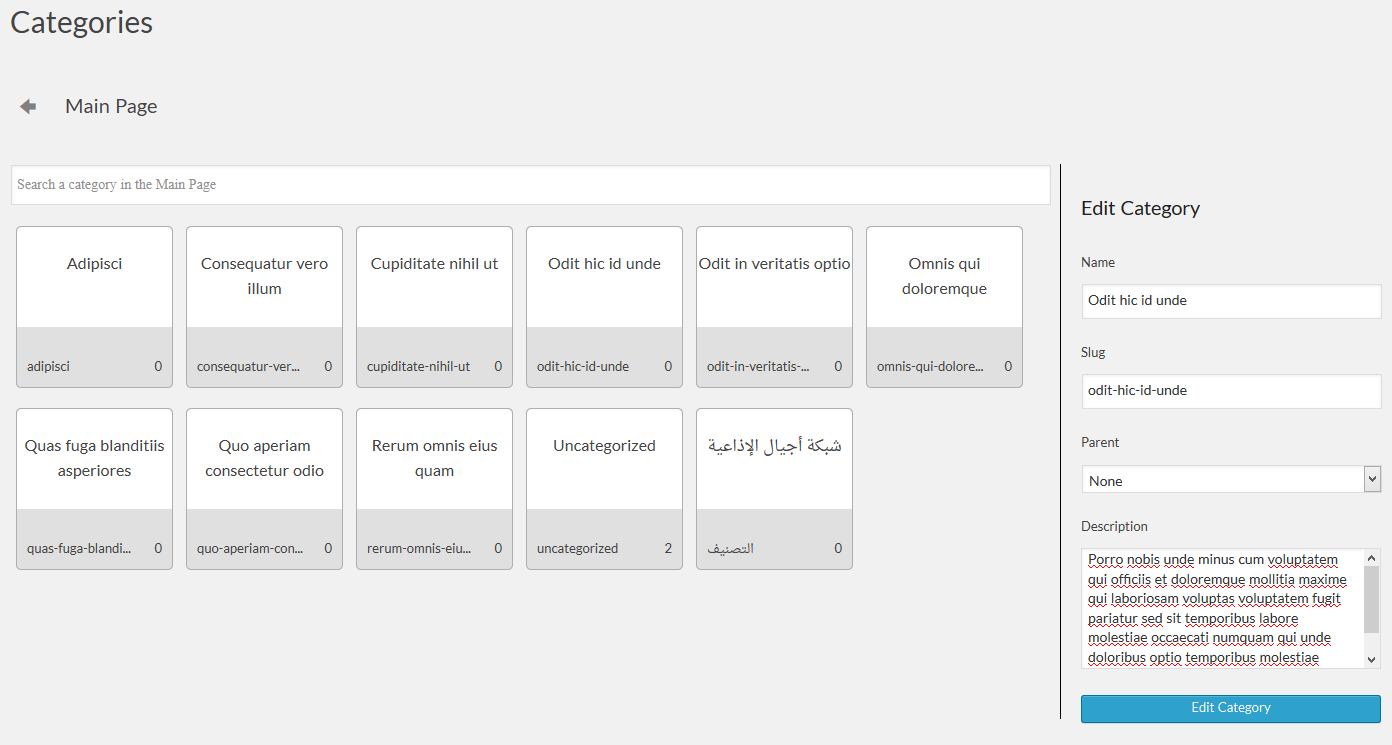 Categories
Main Page
Search a category in the Main Page
Adipisci
adipisci 0
Consequatur vero
illum
consequatur-ver... 0
Cupiditate nihil ut
cupiditate-nihil-ut 0
Odit hic id unde
odit-hic-id-unde 0
Odit in veritatis optio
odit-in-veritatis-... 0
Omnis qui
doloremque
omnis-qui-dolore... 0
Quas fuga blanditiis
asperiores
quas-fuga-blandi... 0
Quo aperiam
consectetur odio
quo-aperiam-con... 0
Rerum omnis eius
quam
rerum-omnis-eiu... 0
Uncategorized
uncategorized 2
شبكة أجيال الإذاعية
التصنيف 0
Edit Category
Name
Odit hic id unde
Slug
odit-hic-id-unde
Parent
None
Description
Porro nobis unde minus cum voluptatem
qui officiis et doloremque mollitia maxime
qui laboriosam voluptas voluptatem fugit
pariatur sed sit temporibus labore
molestiae occaecati numquam qui unde
doloribus optio temporibus molestiae
Edit Category